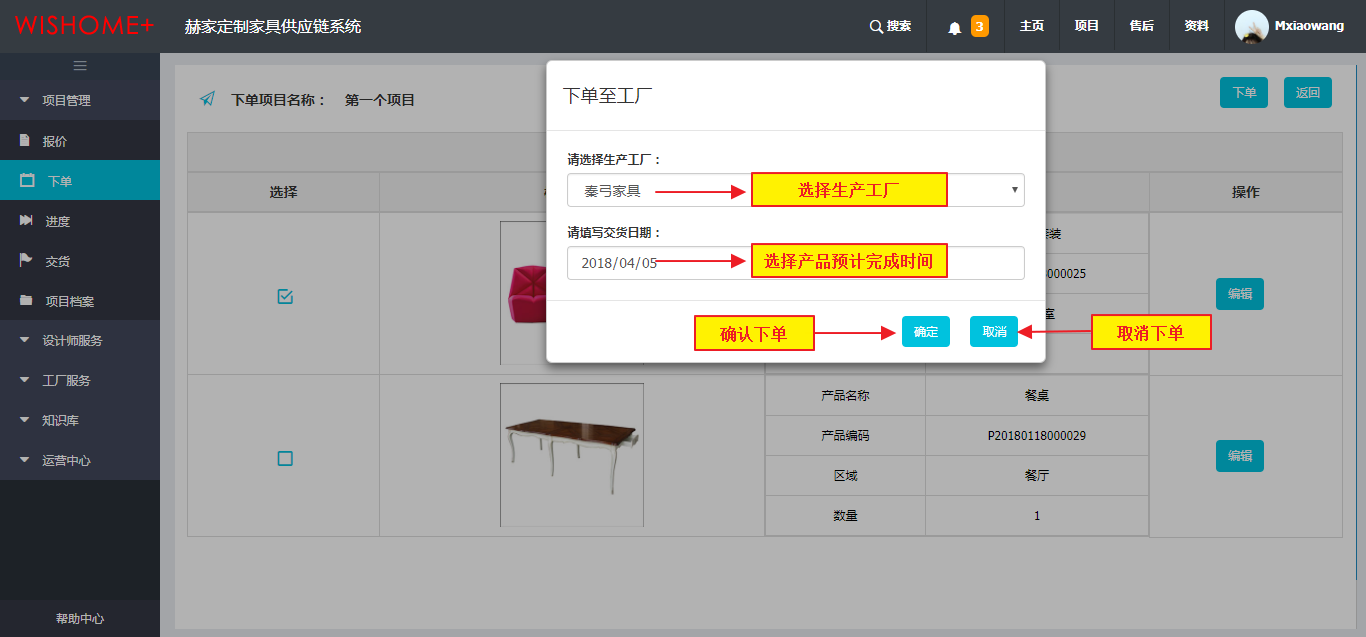 WISHOME+
赫家定制家具供应链系统
搜索
3
主页
项目
售后
资料
Mxiaowang
项目管理
报价
下单
进度
交货
项目档案
设计师服务
工厂服务
知识库
运营中心
帮助中心
下单项目名称： 第一个项目
下单
返回
选择
操作
下单至工厂
请选择生产工厂：
秦弓家具
选择生产工厂
请填写交货日期：
2018/04/05
选择产品预计完成时间
确认下单
确定
取消
取消下单
装
000025
室
编辑
产品名称 餐桌
产品编码 P20180118000029
区域 餐厅
数量 1
编辑